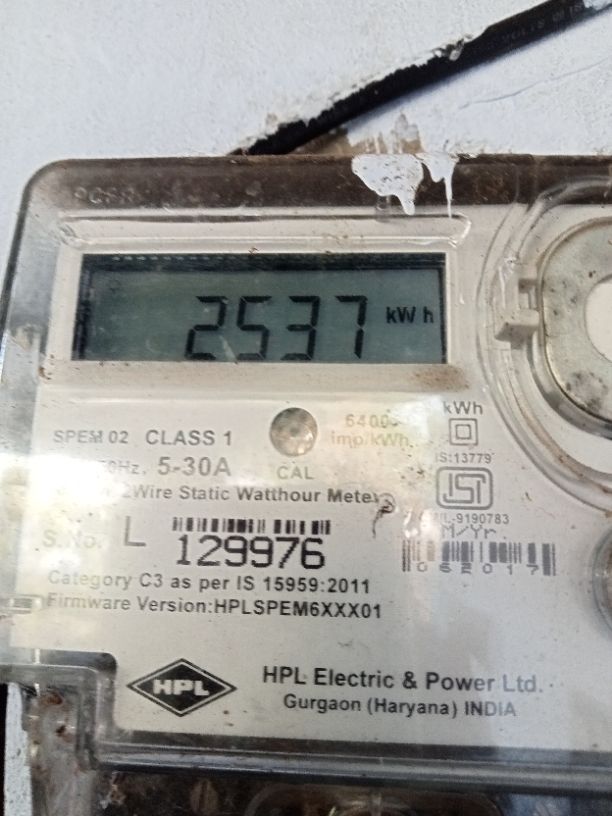 2537 kWh
6400
imp/kWh
kWh
SPEM 02 CLASS 1
IS:13779
5-30A
CAL
2Wire Static Watthour Meter
ISI
-9190783
M/Yr.
S.No. L 129976
062017
Category C3 as per IS 15959:2011
Firmware Version:HPLSPEM6XXX01
HPL
HPL Electric & Power Ltd.
Gurgaon (Haryana) INDIA